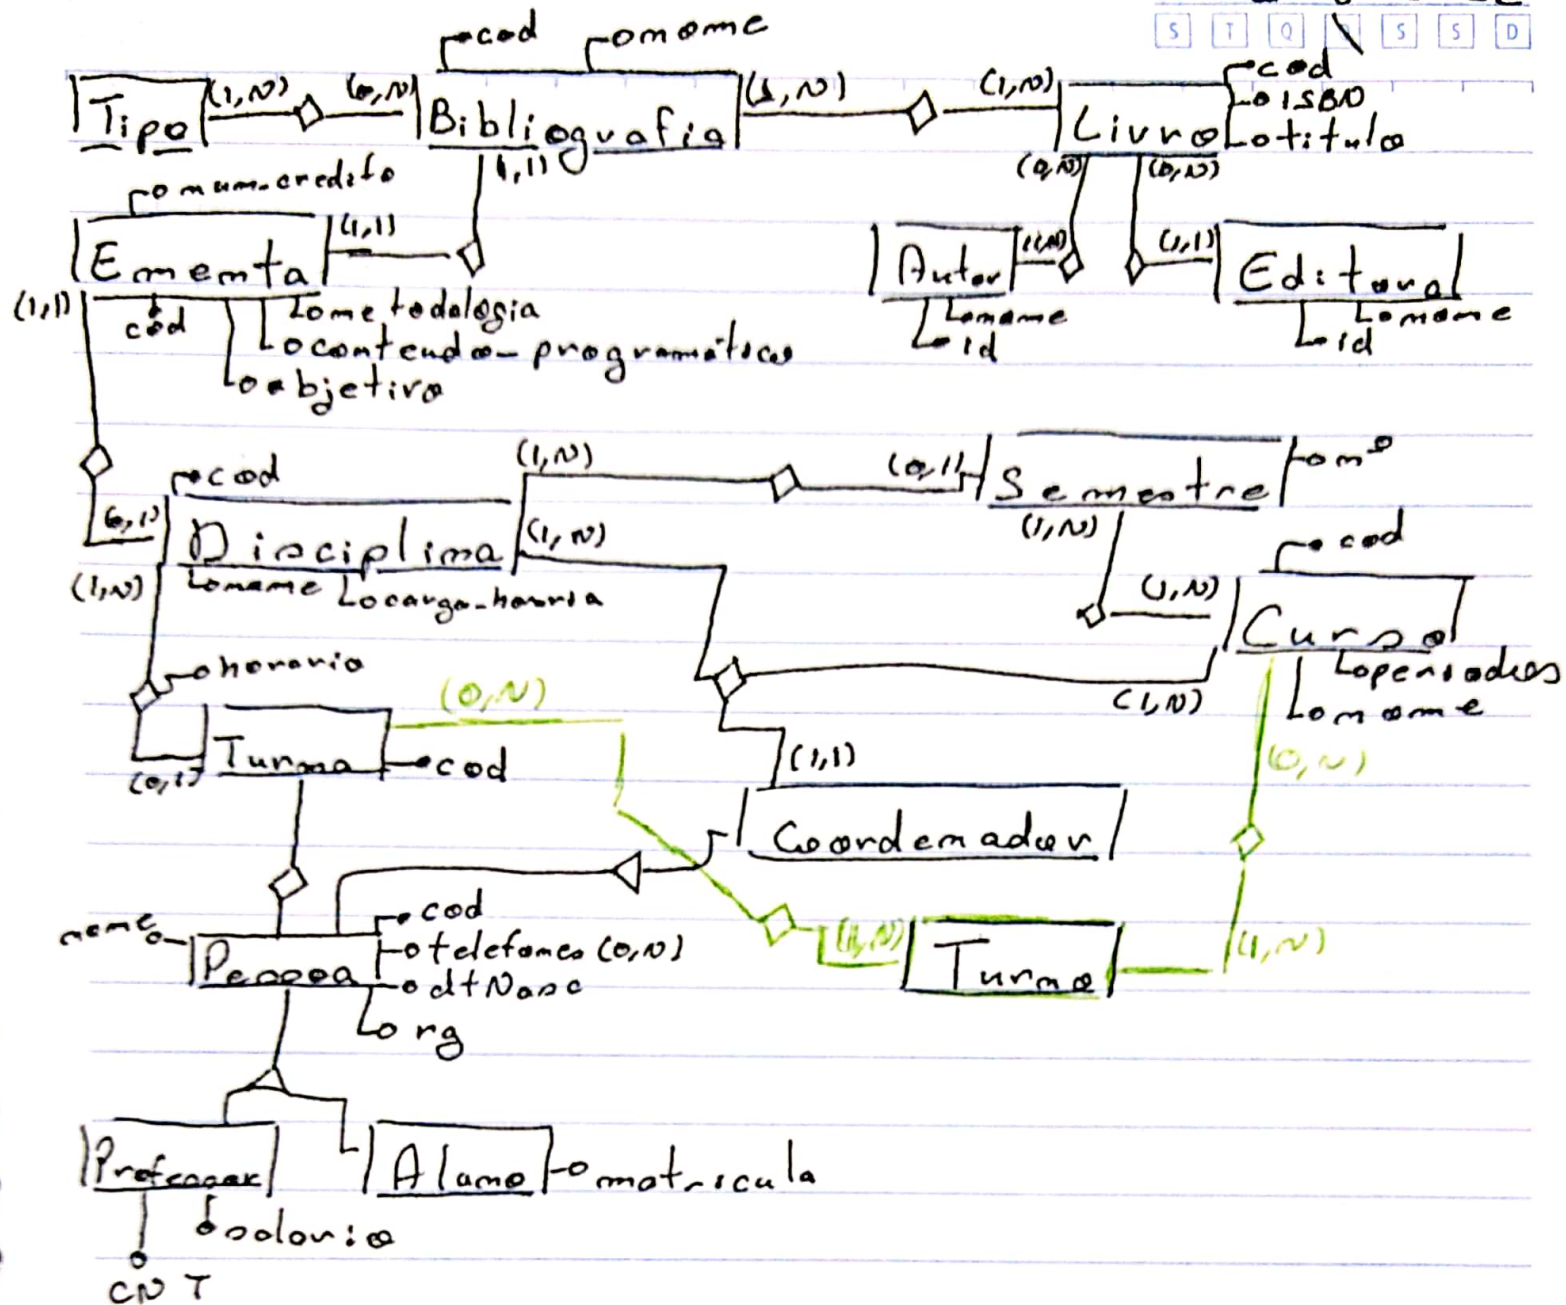 S T Q S S D
cod nome
cod
Tipo (1,N) (0,N) Bibliografia (1,N) (1,N) Livro
ISBN
titulo
(1,1) (0,N) (0,N)
num_credito
Ementa (1,1)
Autor (1,N) (1,1) Editoral
nome nome
id id
(1,1) cod metodologia
contendo_programáticos
objetivo
cod (1,N) (0,1) Semestre nº
(0,1) Disciplina (1,N) (1,N)
cod
(1,N) nome carga_horaria
(1,N) Curso
periodos
nome
horario
(0,N) (1,N)
(0,1) Turma cod (1,1) (0,N)
Coordenador
nome cod
Pessoa telefones (0,N) (1,N) Turma (1,N)
dtNasc
rg
Professor Aluno matricula
salario
CNT